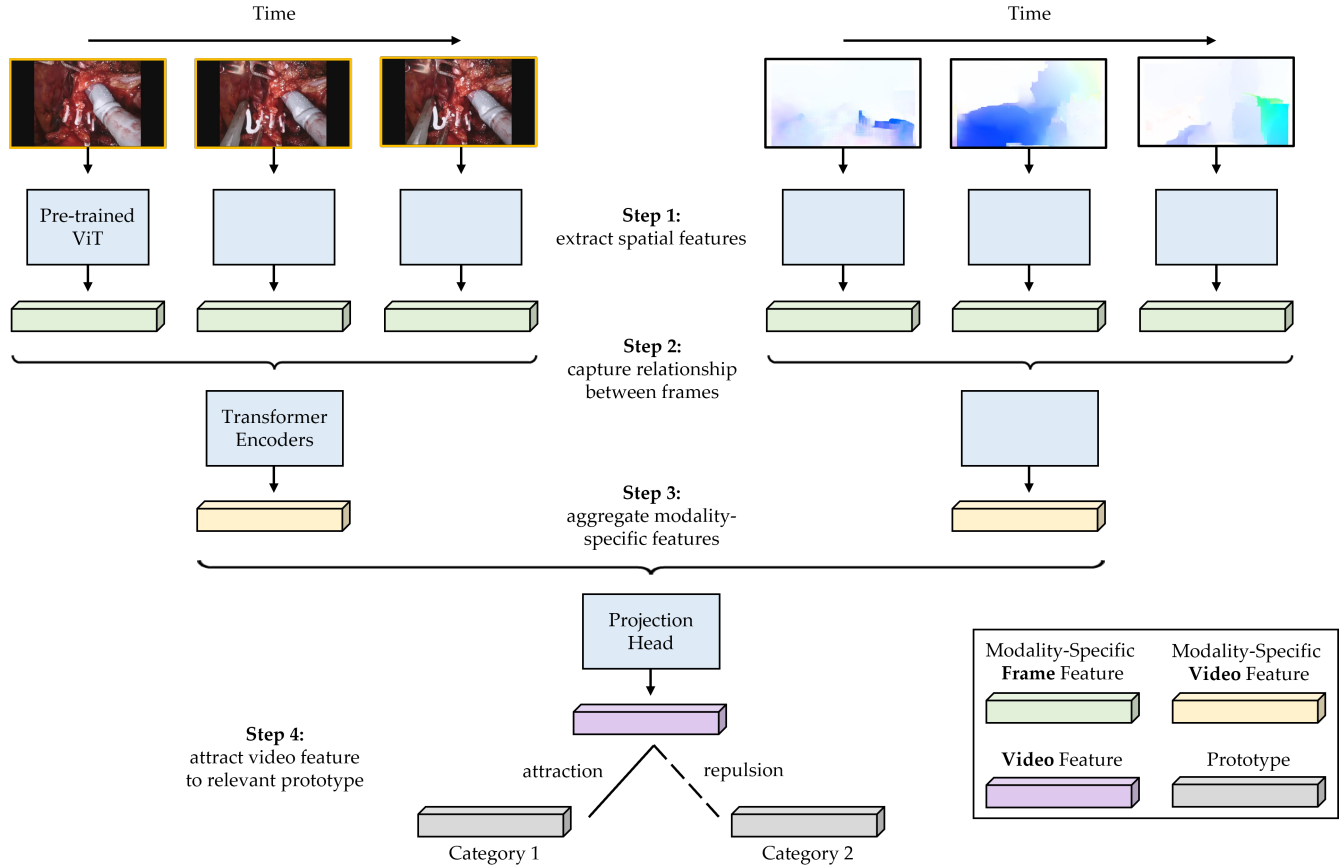 Time
Time
Pre-trained
ViT
Step 1:
extract spatial features
Step 2:
capture relationship
between frames
Transformer
Encoders
Step 3:
aggregate modality-
specific features
Projection
Head
Modality-Specific
Frame Feature
Modality-Specific
Video Feature
Video Feature
Prototype
Step 4:
attract video feature
to relevant prototype
attraction
repulsion
Category 1
Category 2